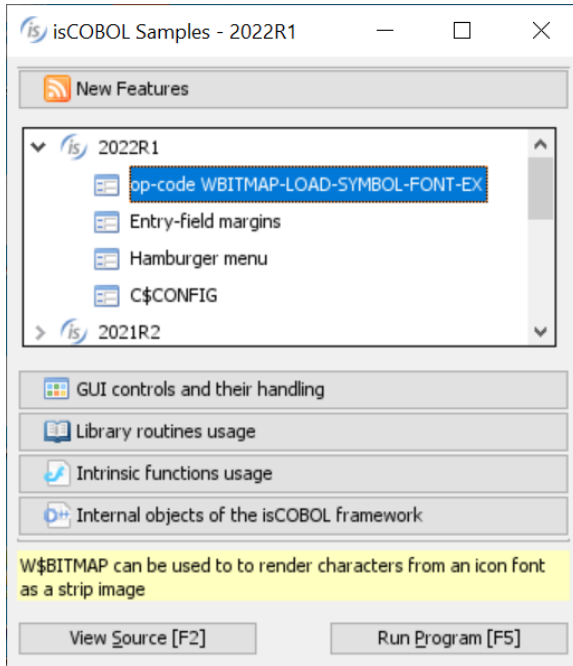 is isCOBOL Samples - 2022R1
New Features
is 2022R1
op-code WBITMAP-LOAD-SYMBOL-FONT-EX
Entry-field margins
Hamburger menu
C$CONFIG
is 2021R2
GUI controls and their handling
Library routines usage
Intrinsic functions usage
Internal objects of the isCOBOL framework
W$BITMAP can be used to to render characters from an icon font
as a strip image
View Source [F2]
Run Program [F5]